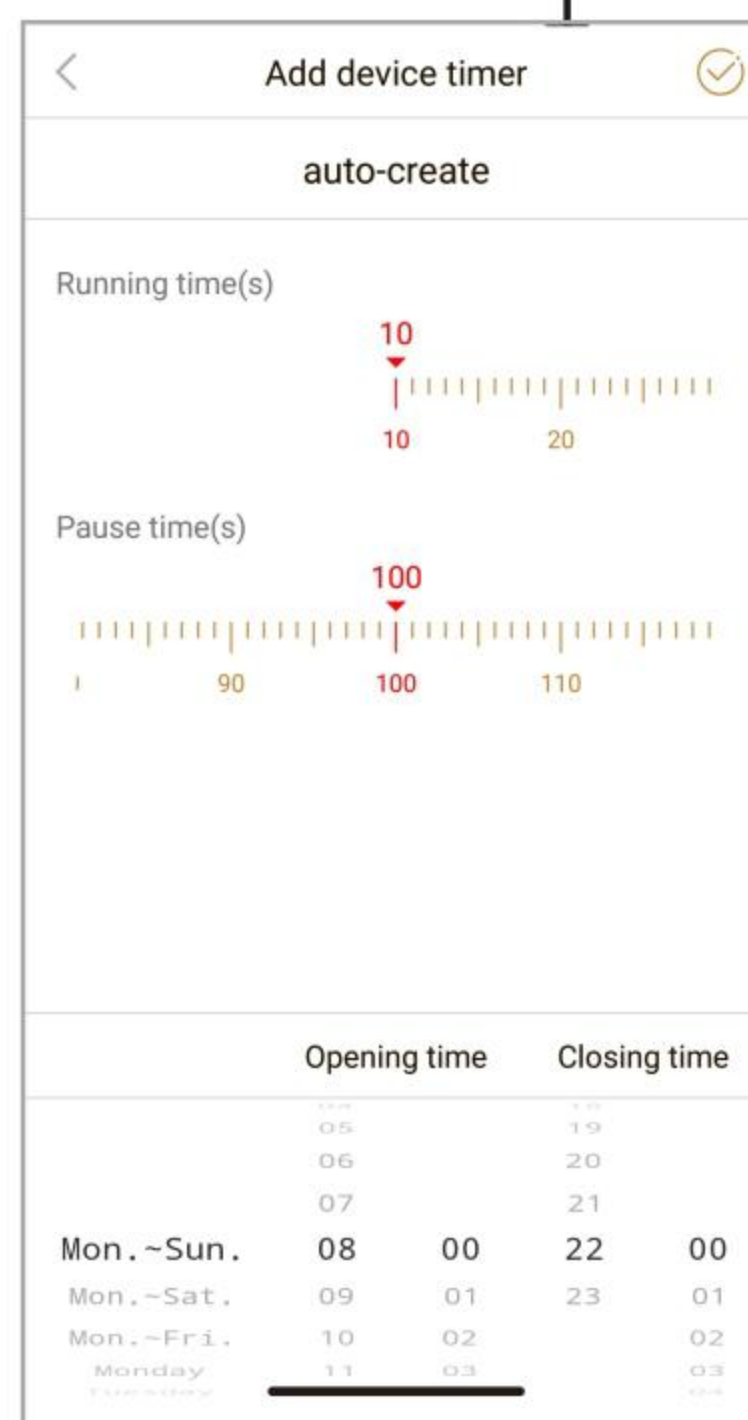 Add device timer
auto-create
Running time(s)
10
10 20
Pause time(s)
100
90 100 110
Opening time Closing time
05 19
06 20
07 21
Mon.~Sun. 08 00 22 00
Mon.~Sat. 09 01 23 01
Mon.~Fri. 10 02 02
Monday 11 03 03
Tuesday